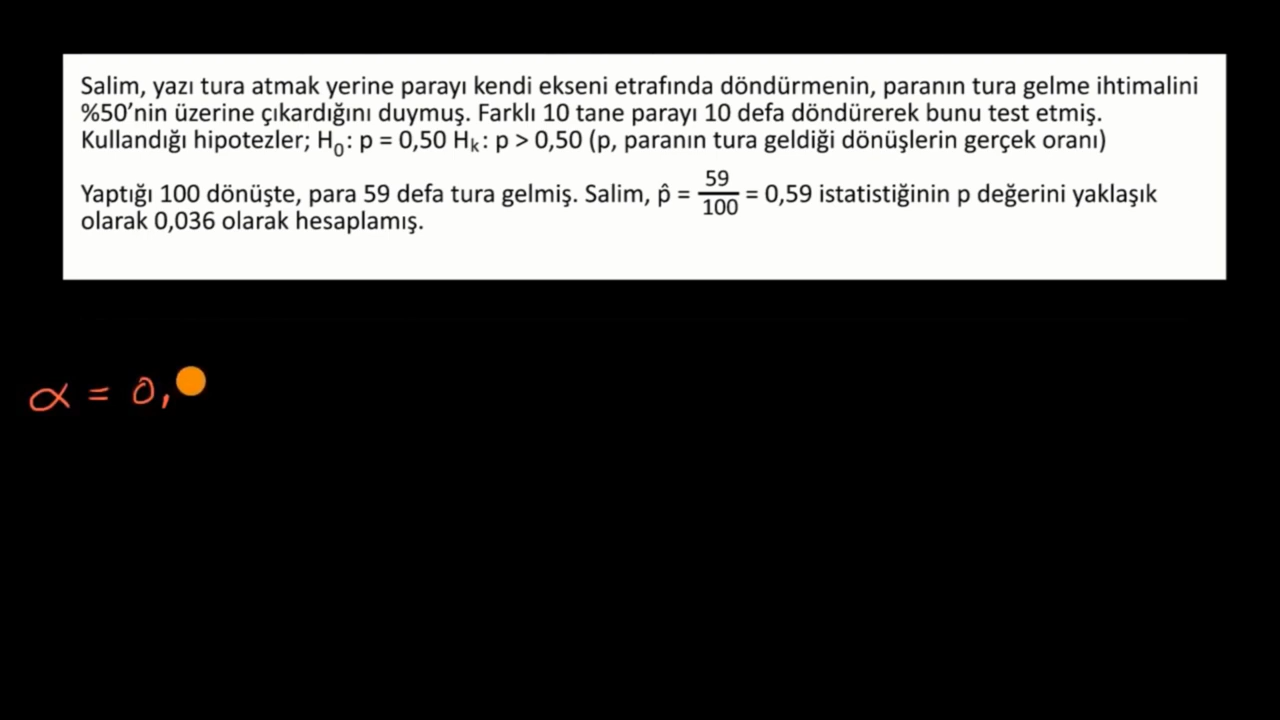 Salim, yazı tura atmak yerine parayı kendi ekseni etrafında döndürmenin, paranın tura gelme ihtimalini
%50’nin üzerine çıkardığını duymuş. Farklı 10 tane parayı 10 defa döndürerek bunu test etmiş.
Kullandığı hipotezler; H₀: p = 0,50 Hₖ: p > 0,50 (p, paranın tura geldiği dönüşlerin gerçek oranı)
Yaptığı 100 dönüşte, para 59 defa tura gelmiş. Salim, p̂ = 59/100 = 0,59 istatistiğinin p değerini yaklaşık
olarak 0,036 olarak hesaplamış.
α = 0,